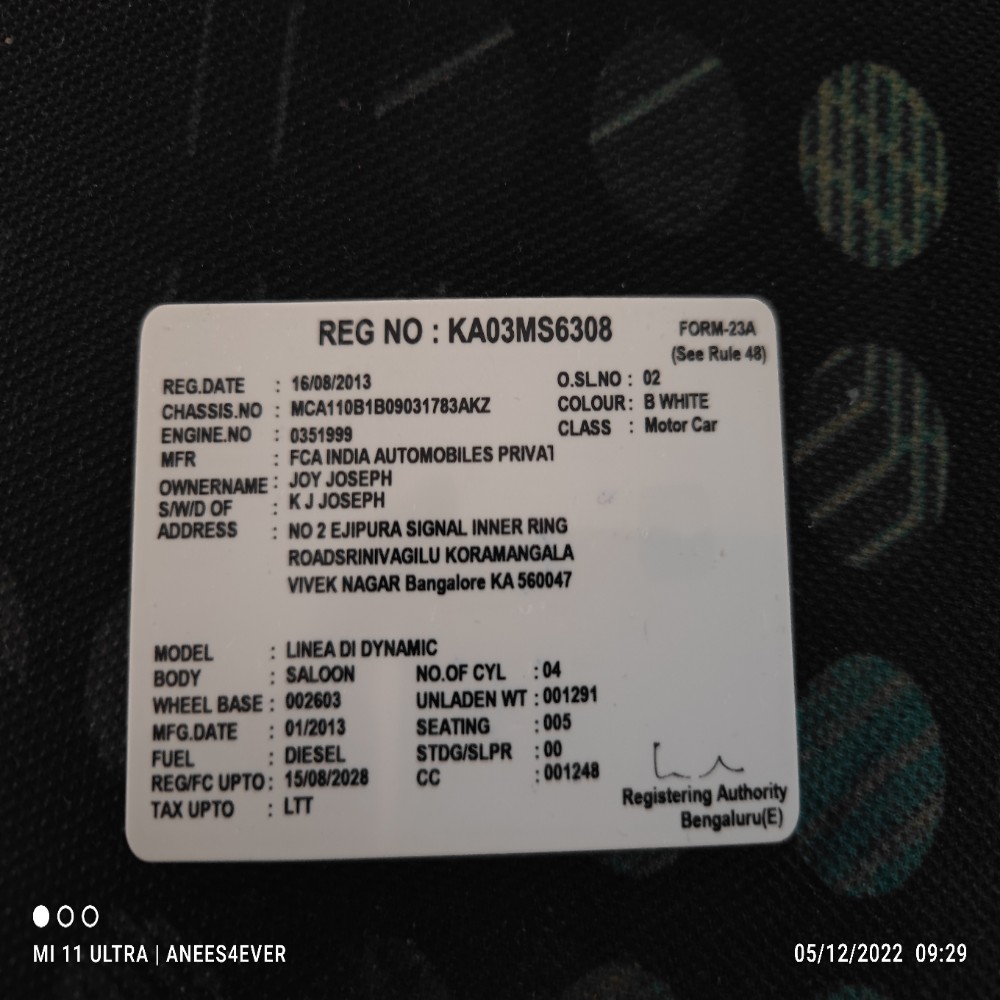 REG NO : KA03MS6308
FORM-23A
(See Rule 48)
REG.DATE : 16/08/2013 O.SLNO : 02
CHASSIS.NO : MCA110B1B09031783AKZ COLOUR : B WHITE
ENGINE.NO : 0351999 CLASS : Motor Car
MFR : FCA INDIA AUTOMOBILES PRIVAT
OWNERNAME : JOY JOSEPH
S/W/D OF : K J JOSEPH
ADDRESS : NO 2 EJIPURA SIGNAL INNER RING
ROADSRINIVAGILU KORAMANGALA
VIVEK NAGAR Bangalore KA 560047
MODEL : LINEA DI DYNAMIC
BODY : SALOON NO.OF CYL : 04
WHEEL BASE : 002603 UNLADEN WT : 001291
MFG.DATE : 01/2013 SEATING : 005
FUEL : DIESEL STDG/SLPR : 00
REG/FC UPTO : 15/08/2028 CC : 001248
TAX UPTO : LTT
Registering Authority
Bengaluru(E)
MI 11 ULTRA | ANEES4EVER 05/12/2022 09:29